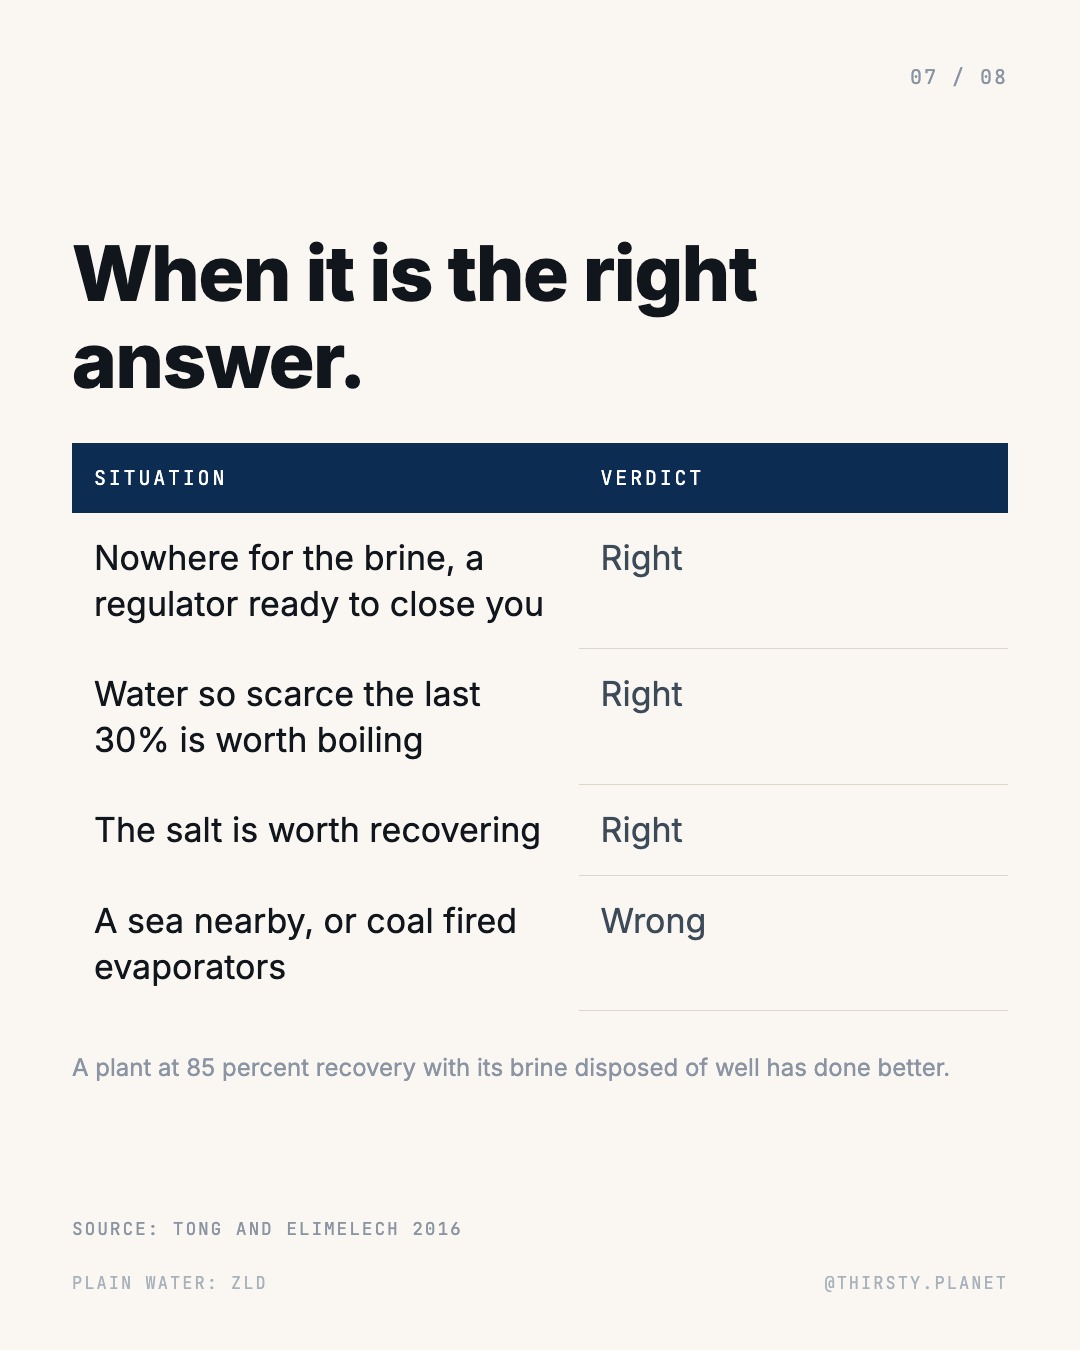 07 / 08
When it is the right
answer.
SITUATION VERDICT
Nowhere for the brine, a Right
regulator ready to close you
Water so scarce the last Right
30% is worth boiling
The salt is worth recovering Right
A sea nearby, or coal fired Wrong
evaporators
A plant at 85 percent recovery with its brine disposed of well has done better.
SOURCE: TONG AND ELIMELECH 2016
PLAIN WATER: ZLD @THIRSTY.PLANET